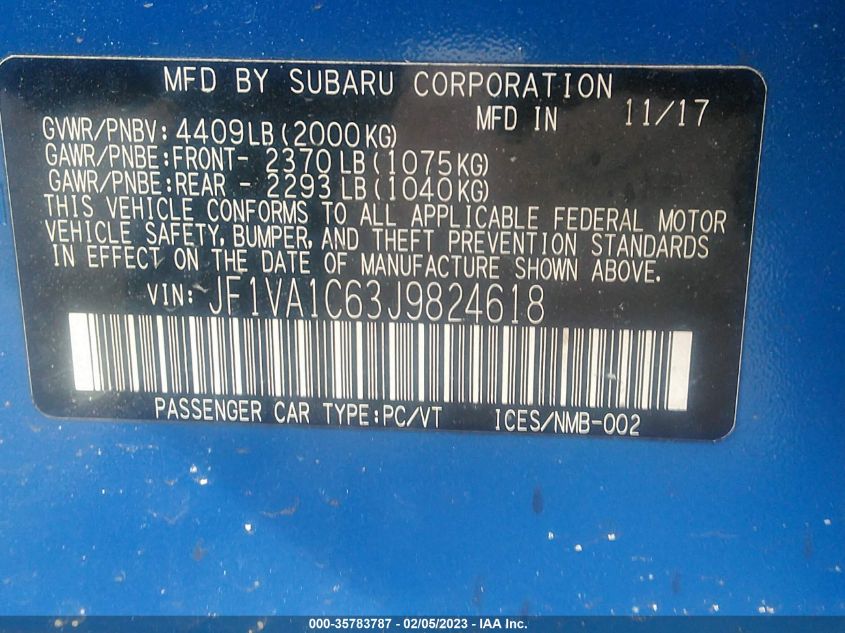 MFD BY SUBARU CORPORATION
MFD IN 11/17
GVWR/PNBV: 4409LB(2000KG)
GAWR/PNBE:FRONT- 2370LB(1075KG)
GAWR/PNBE:REAR - 2293LB(1040KG)
THIS VEHICLE CONFORMS TO ALL APPLICABLE FEDERAL MOTOR
VEHICLE SAFETY, BUMPER, AND THEFT PREVENTION STANDARDS
IN EFFECT ON THE DATE OF MANUFACTURE SHOWN ABOVE.
VIN: JF1VA1C63J9824618
PASSENGER CAR TYPE:PC/VT ICES/NMB-002
000-35783787 - 02/05/2023 - IAA Inc.